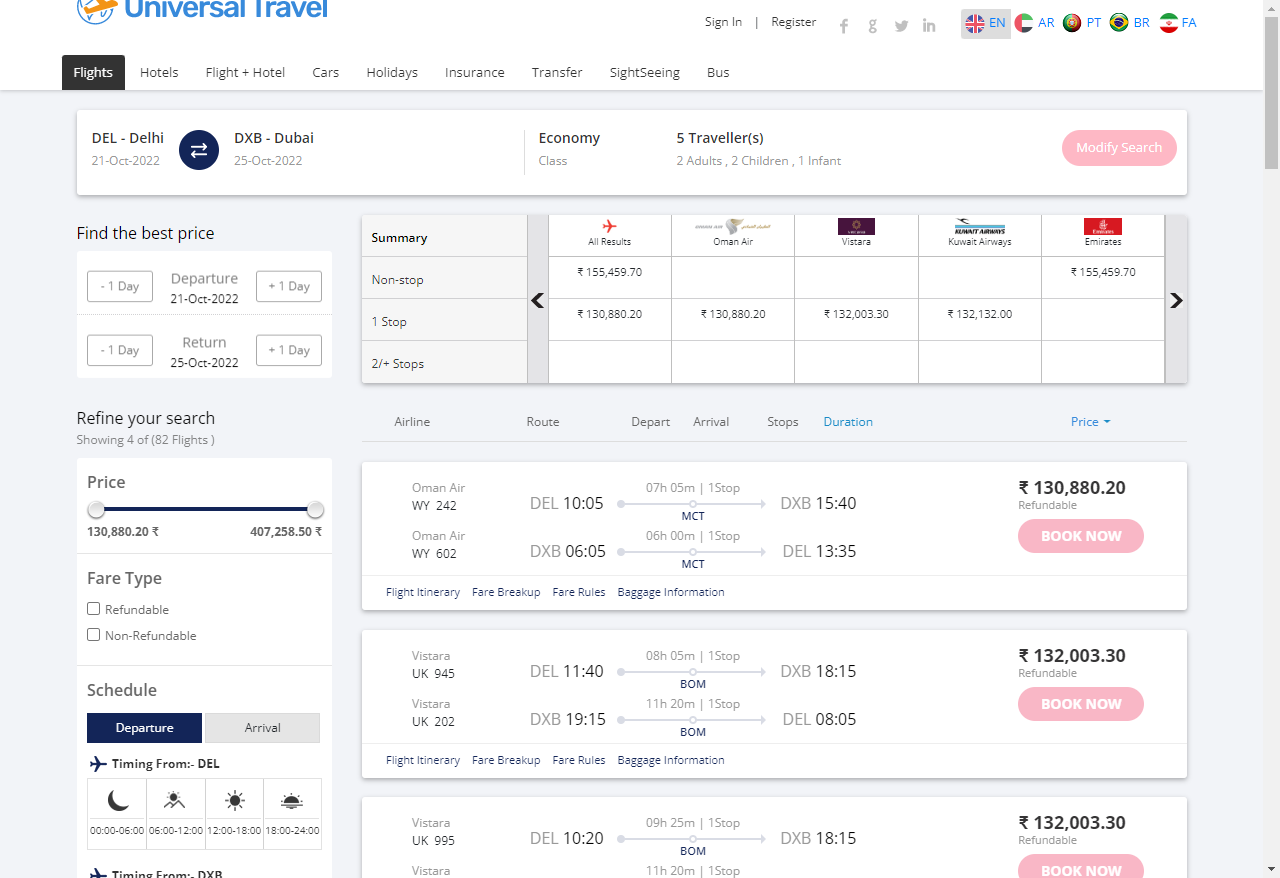 Universal Travel
Sign In | Register
EN AR PT BR FA
Flights Hotels Flight + Hotel Cars Holidays Insurance Transfer SightSeeing Bus
DEL - Delhi DXB - Dubai Economy 5 Traveller(s)
21-Oct-2022 25-Oct-2022 Class 2 Adults , 2 Children , 1 Infant
Modify Search
Find the best price
- 1 Day Departure + 1 Day
21-Oct-2022
- 1 Day Return + 1 Day
25-Oct-2022
Summary All Results Oman Air Vistara Kuwait Airways Emirates
Non-stop ₹ 155,459.70 ₹ 155,459.70
1 Stop ₹ 130,880.20 ₹ 130,880.20 ₹ 132,003.30 ₹ 132,132.00
2/+ Stops
Refine your search
Showing 4 of (82 Flights )
Price
130,880.20 ₹ 407,258.50 ₹
Fare Type
Refundable
Non-Refundable
Schedule
Departure Arrival
Timing From:- DEL
00:00-06:00 06:00-12:00 12:00-18:00 18:00-24:00
Timing From:- DXB
Airline Route Depart Arrival Stops Duration Price
Oman Air 07h 05m | 1Stop ₹ 130,880.20
WY 242 DEL 10:05 DXB 15:40 Refundable
MCT
Oman Air 06h 00m | 1Stop BOOK NOW
WY 602 DXB 06:05 DEL 13:35
MCT
Flight Itinerary Fare Breakup Fare Rules Baggage Information
Vistara 08h 05m | 1Stop ₹ 132,003.30
UK 945 DEL 11:40 DXB 18:15 Refundable
BOM
Vistara 11h 20m | 1Stop BOOK NOW
UK 202 DXB 19:15 DEL 08:05
BOM
Flight Itinerary Fare Breakup Fare Rules Baggage Information
Vistara 09h 25m | 1Stop ₹ 132,003.30
UK 995 DEL 10:20 DXB 18:15 Refundable
BOM
Vistara 11h 20m | 1Stop BOOK NOW